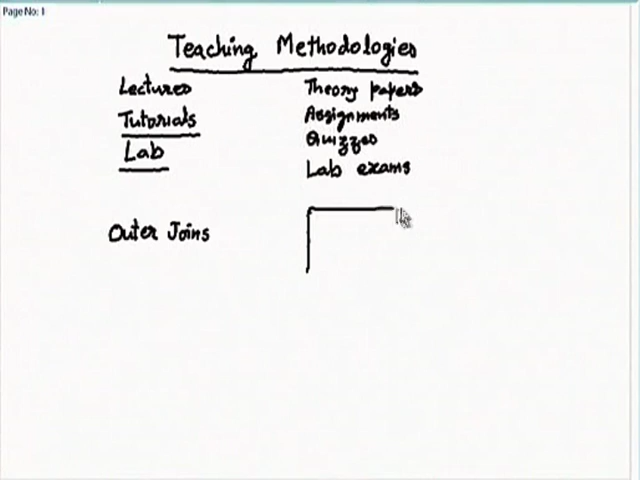 Page No: 1
Teaching Methodologies
Lectures Theory papers
Tutorials Assignments
Lab Quizzes
Lab exams
Outer Joins